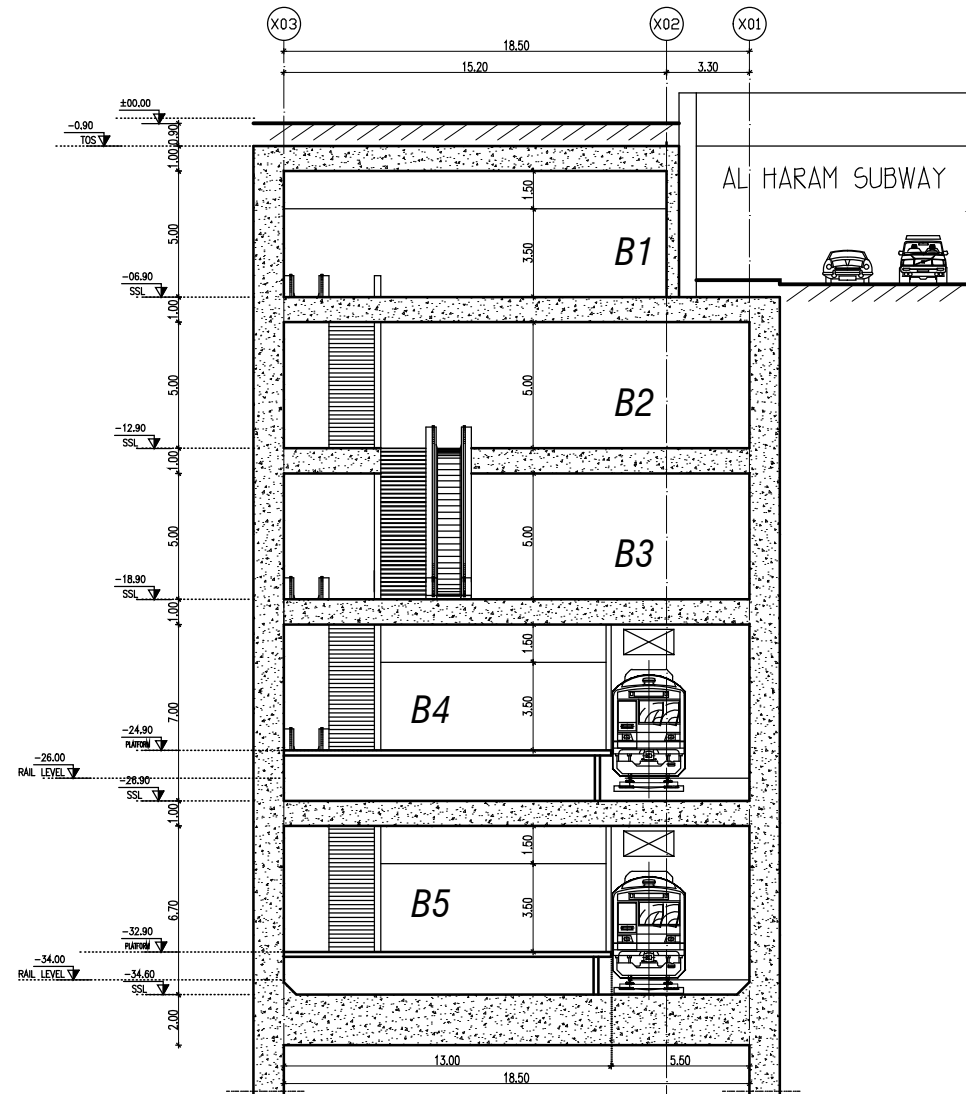 X03 X02 X01
18.50
15.20 3.30
±00.00
-0.90
TOS
0.90
1.00
AL HARAM SUBWAY
1.50
5.00
3.50
B1
-06.90
SSL
1.00
5.00
5.00
B2
-12.90
SSL
1.00
5.00
5.00
B3
-18.90
SSL
1.00
1.50
7.00
3.50
B4
-24.90
PLATFORM
-26.00
RAIL LEVEL
-26.90
SSL
1.00
1.50
6.70
3.50
B5
-32.90
PLATFORM
-34.00
RAIL LEVEL
-34.60
SSL
2.00
13.00 5.60
18.50